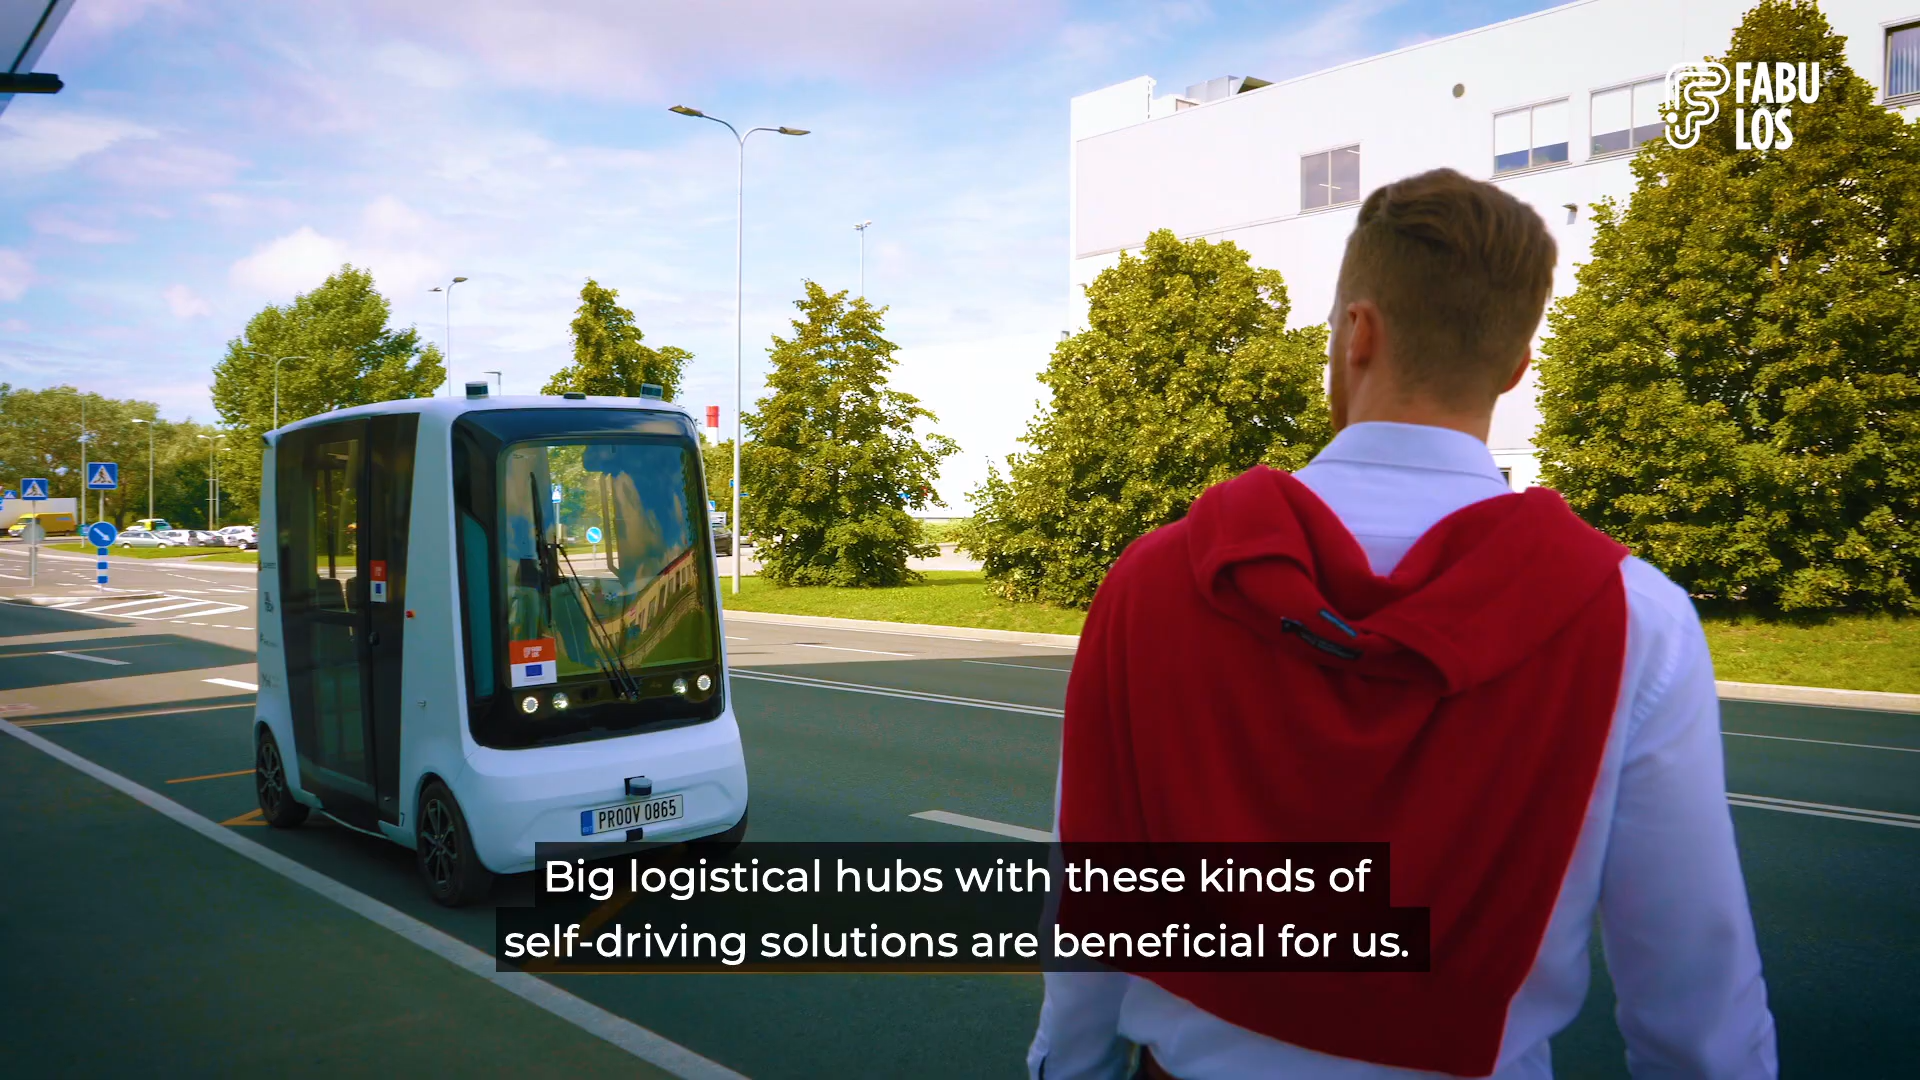 FABU
LOS
PROOV 0865
Big logistical hubs with these kinds of
self-driving solutions are beneficial for us.